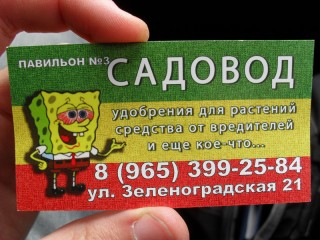 ПАВИЛЬОН №3
САДОВОД
удобрения для растений
средства от вредителей
и еще кое-что...
8 (965) 399-25-84
ул. Зеленоградская 21